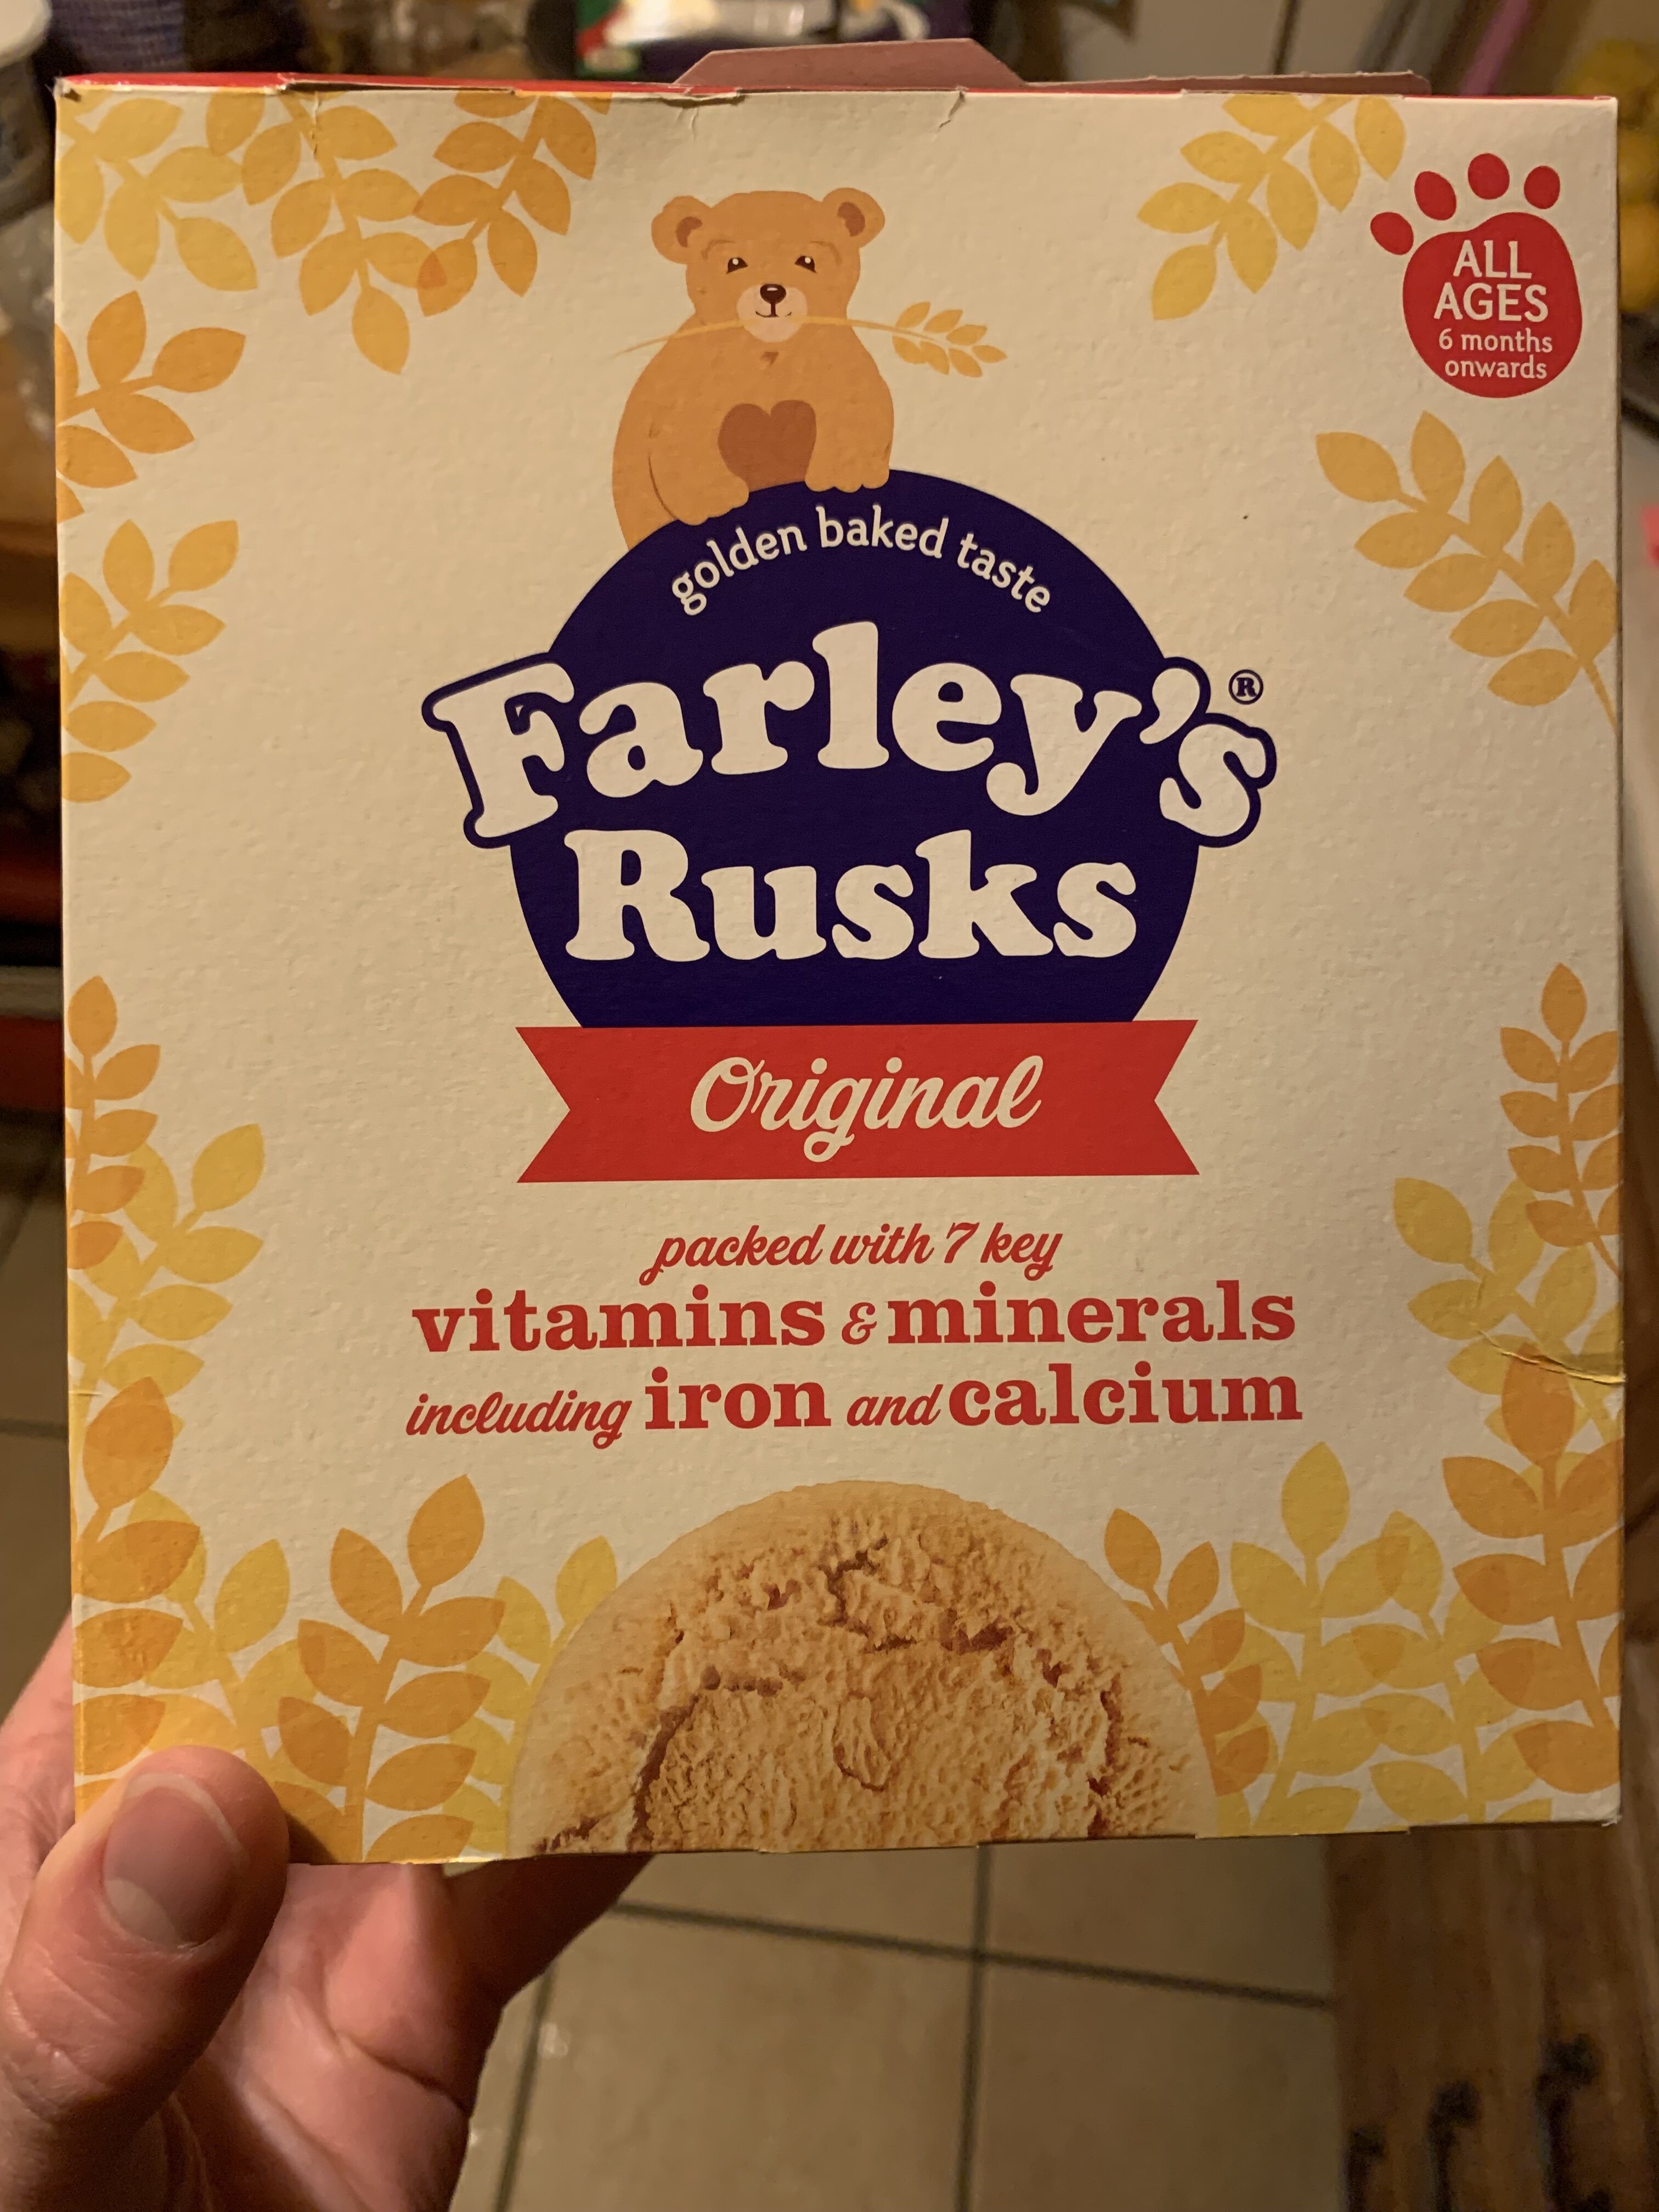 ALL
AGES
6 months
onwards
golden baked taste
Farley's®
Rusks
Original
packed with 7 key
vitamins & minerals
including iron and calcium